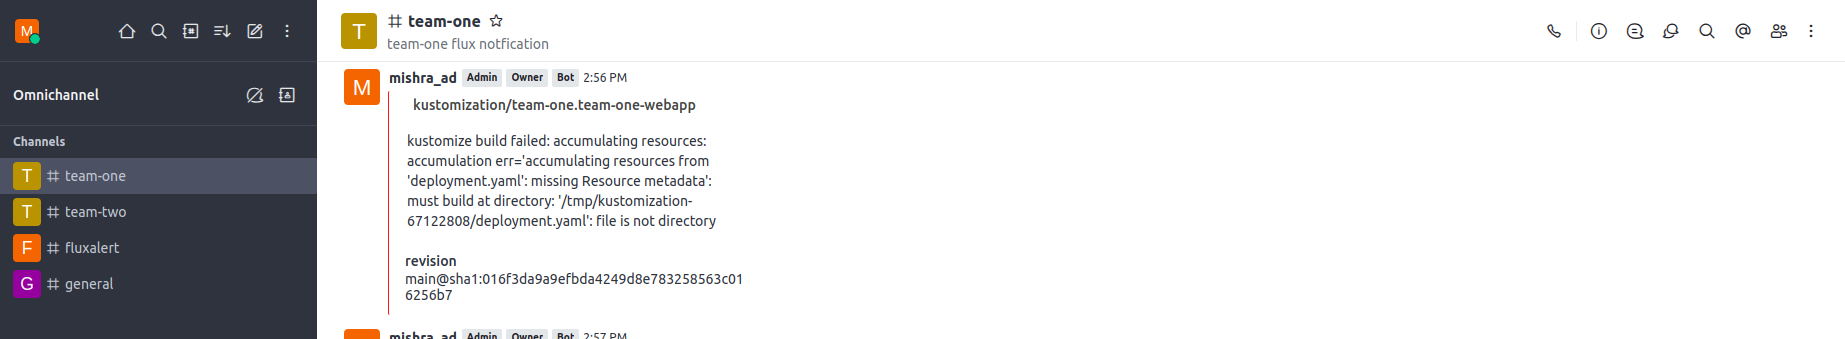 M
Omnichannel
Channels
T team-one
T team-two
F fluxalert
G general
T team-one
team-one flux notfication
M mishra_ad Admin Owner Bot 2:56 PM
kustomization/team-one.team-one-webapp
kustomize build failed: accumulating resources:
accumulation err='accumulating resources from
'deployment.yaml': missing Resource metadata':
must build at directory: '/tmp/kustomization-
67122808/deployment.yaml': file is not directory
revision
main@sha1:016f3da9a9efbda4249d8e783258563c01
6256b7
mishra_ad Admin Owner Bot 2:57 PM